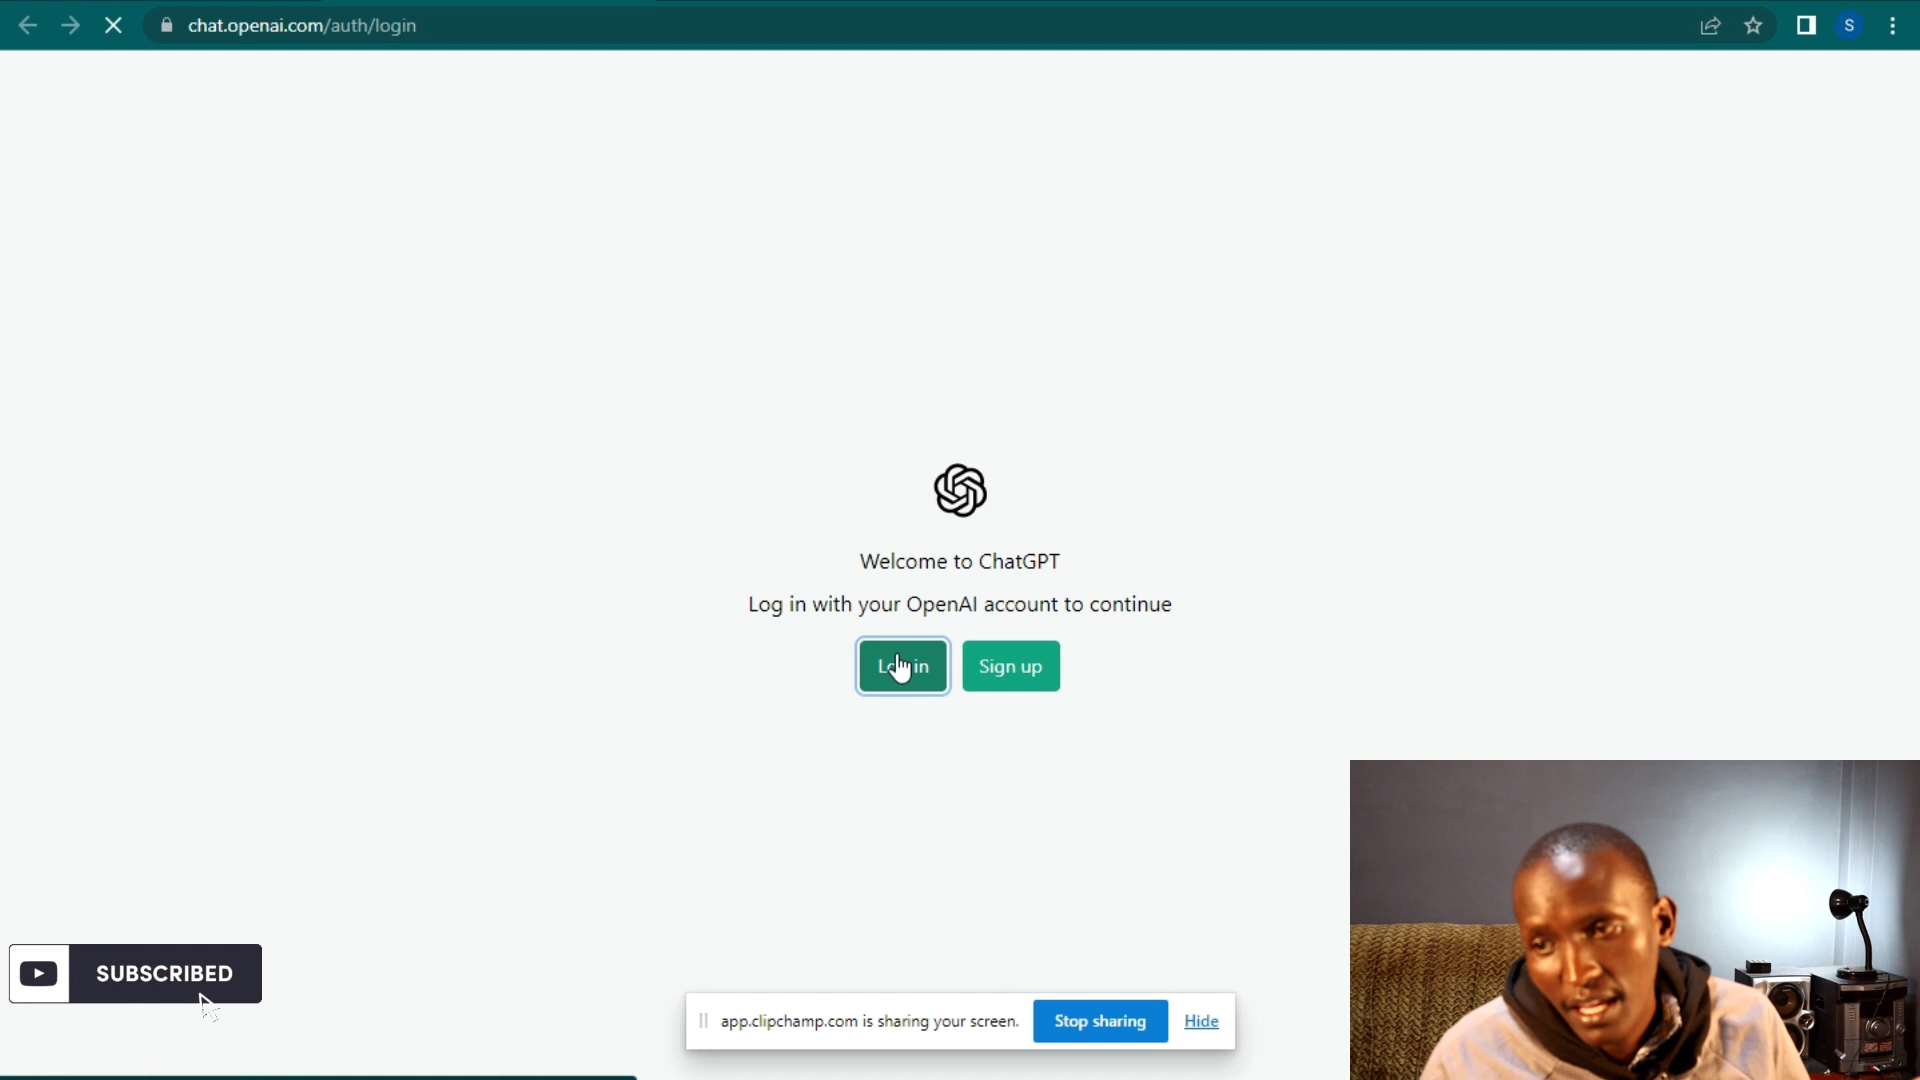 chat.openai.com/auth/login
S
Welcome to ChatGPT
Log in with your OpenAI account to continue
Sign up
SUBSCRIBED
app.clipchamp.com is sharing your screen.
Stop sharing
Hide